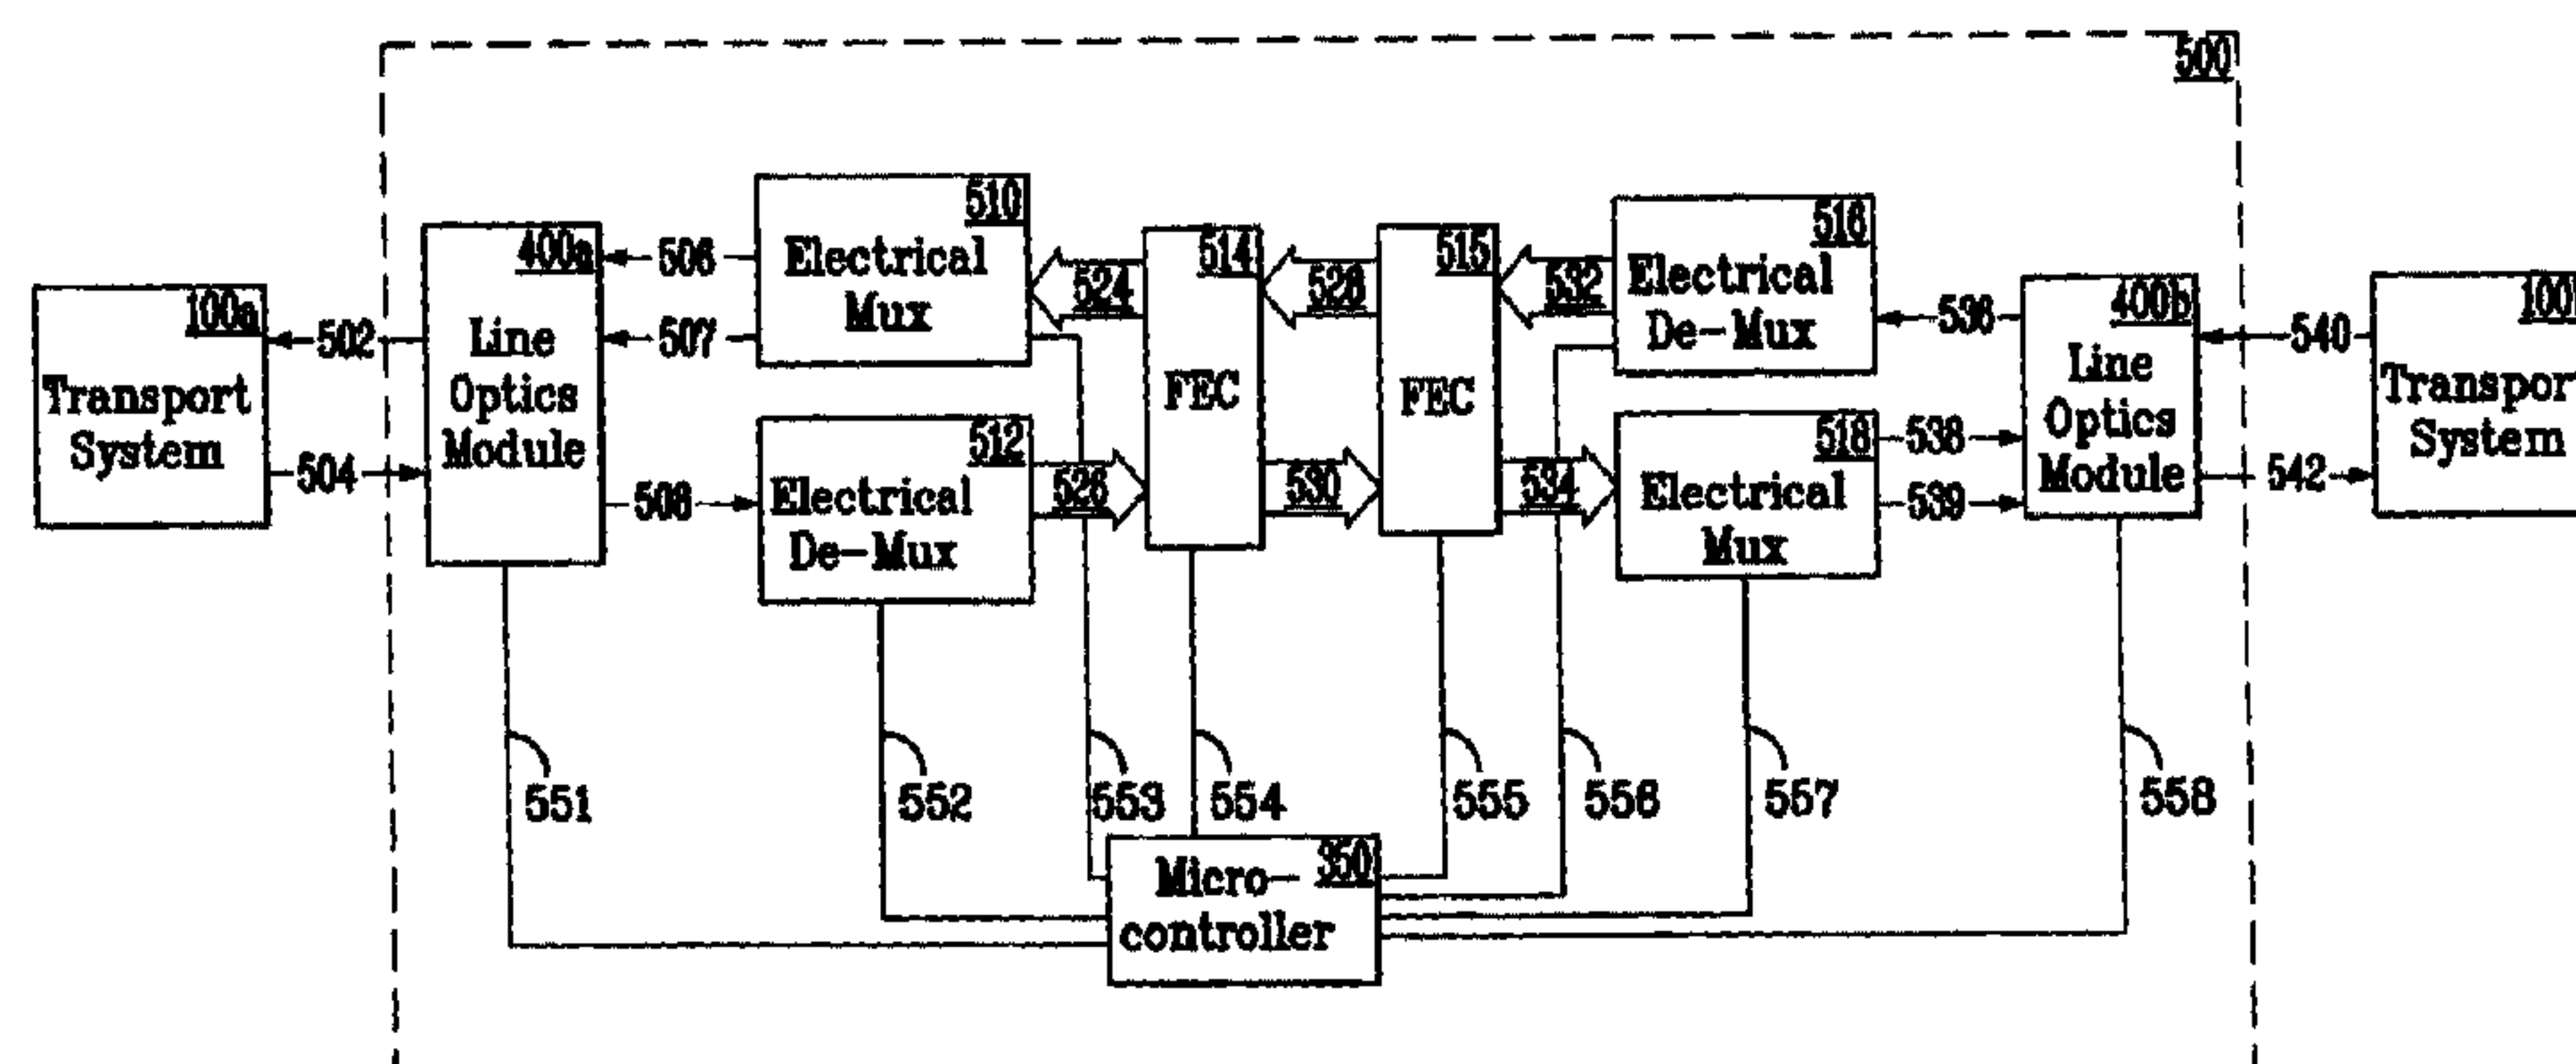 500
100a
Transport
System
502
504
400a
Line
Optics
Module
506
507
508
510
Electrical
Mux
512
Electrical
De-Mux
524
526
514
FEC
528
530
515
FEC
532
534
516
Electrical
De-Mux
518
Electrical
Mux
536
538
539
400b
Line
Optics
Module
540
542
Transport
System
551
552
553
554
555
556
557
558
350
Micro-
controller